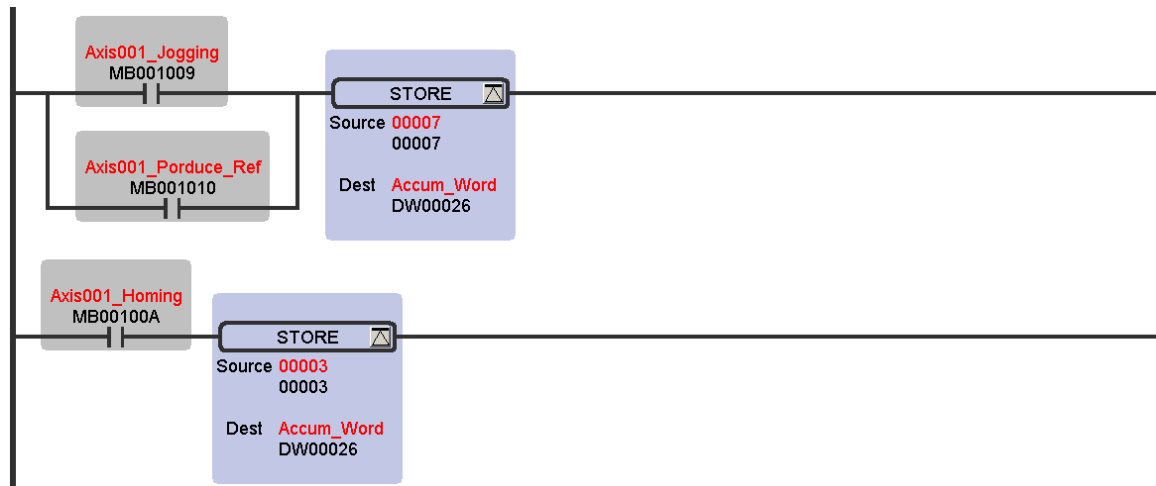 Axis001_Jogging
MB001009
STORE
Source 00007
00007
Dest Accum_Word
DW00026
Axis001_Porduce_Ref
MB001010
Axis001_Homing
MB00100A
STORE
Source 00003
00003
Dest Accum_Word
DW00026